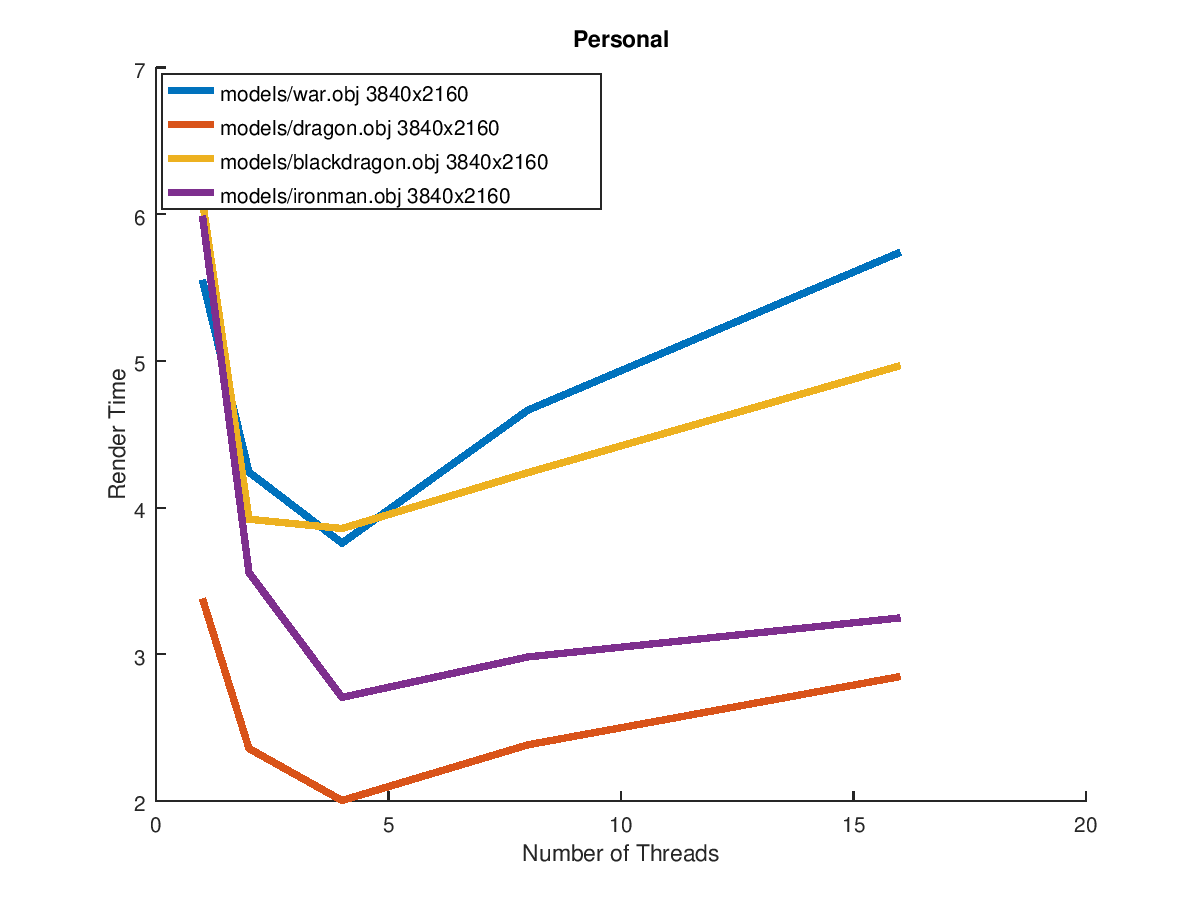 Personal
7
models/war.obj 3840x2160
models/dragon.obj 3840x2160
models/blackdragon.obj 3840x2160
models/ironman.obj 3840x2160
6
5
4
3
2
Render Time
0 5 10 15 20
Number of Threads